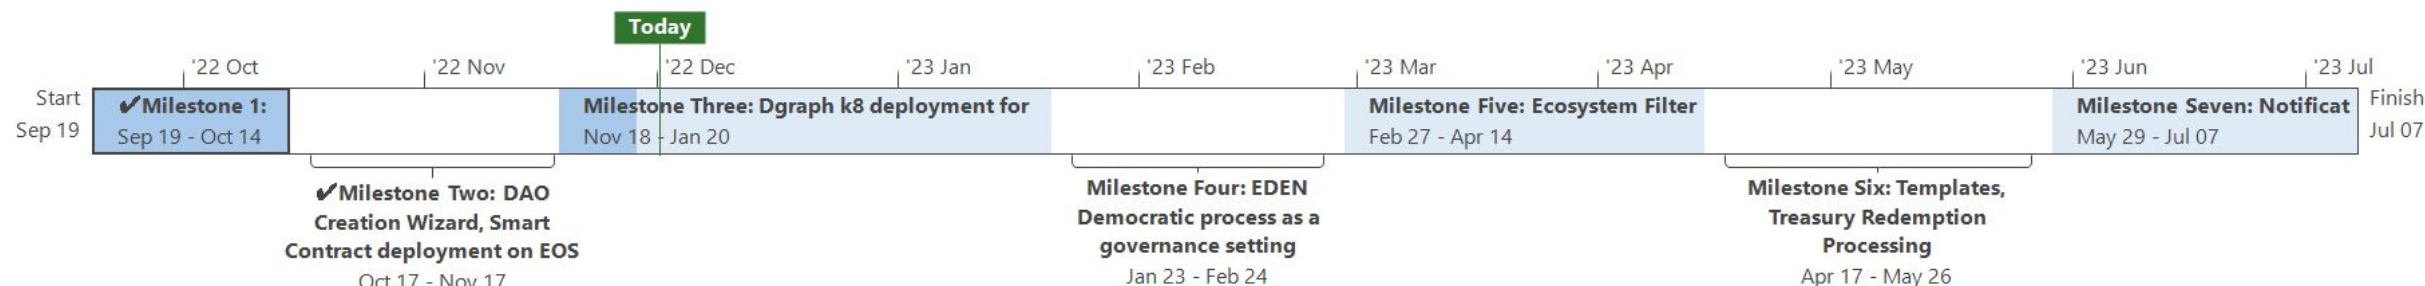 Today
'22 Oct
'22 Nov
'22 Dec
'23 Jan
'23 Feb
'23 Mar
'23 Apr
'23 May
'23 Jun
'23 Jul
Start
Sep 19
✔Milestone 1:
Sep 19 - Oct 14
Milestone Three: Dgraph k8 deployment for
Nov 18 - Jan 20
Milestone Five: Ecosystem Filter
Feb 27 - Apr 14
Milestone Seven: Notificat
May 29 - Jul 07
Finish
Jul 07
✔Milestone Two: DAO
Creation Wizard, Smart
Contract deployment on EOS
Oct 17 - Nov 17
Milestone Four: EDEN
Democratic process as a
governance setting
Jan 23 - Feb 24
Milestone Six: Templates,
Treasury Redemption
Processing
Apr 17 - May 26